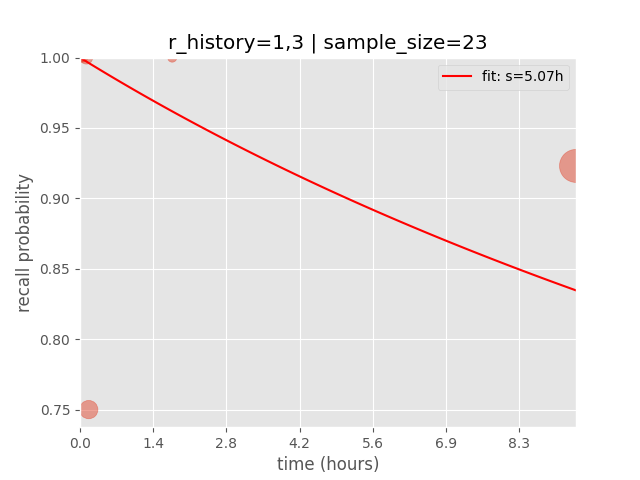 r_history=1,3 | sample_size=23
fit: s=5.07h
recall probability
1.00
0.95
0.90
0.85
0.80
0.75
0.0 1.4 2.8 4.2 5.6 6.9 8.3
time (hours)